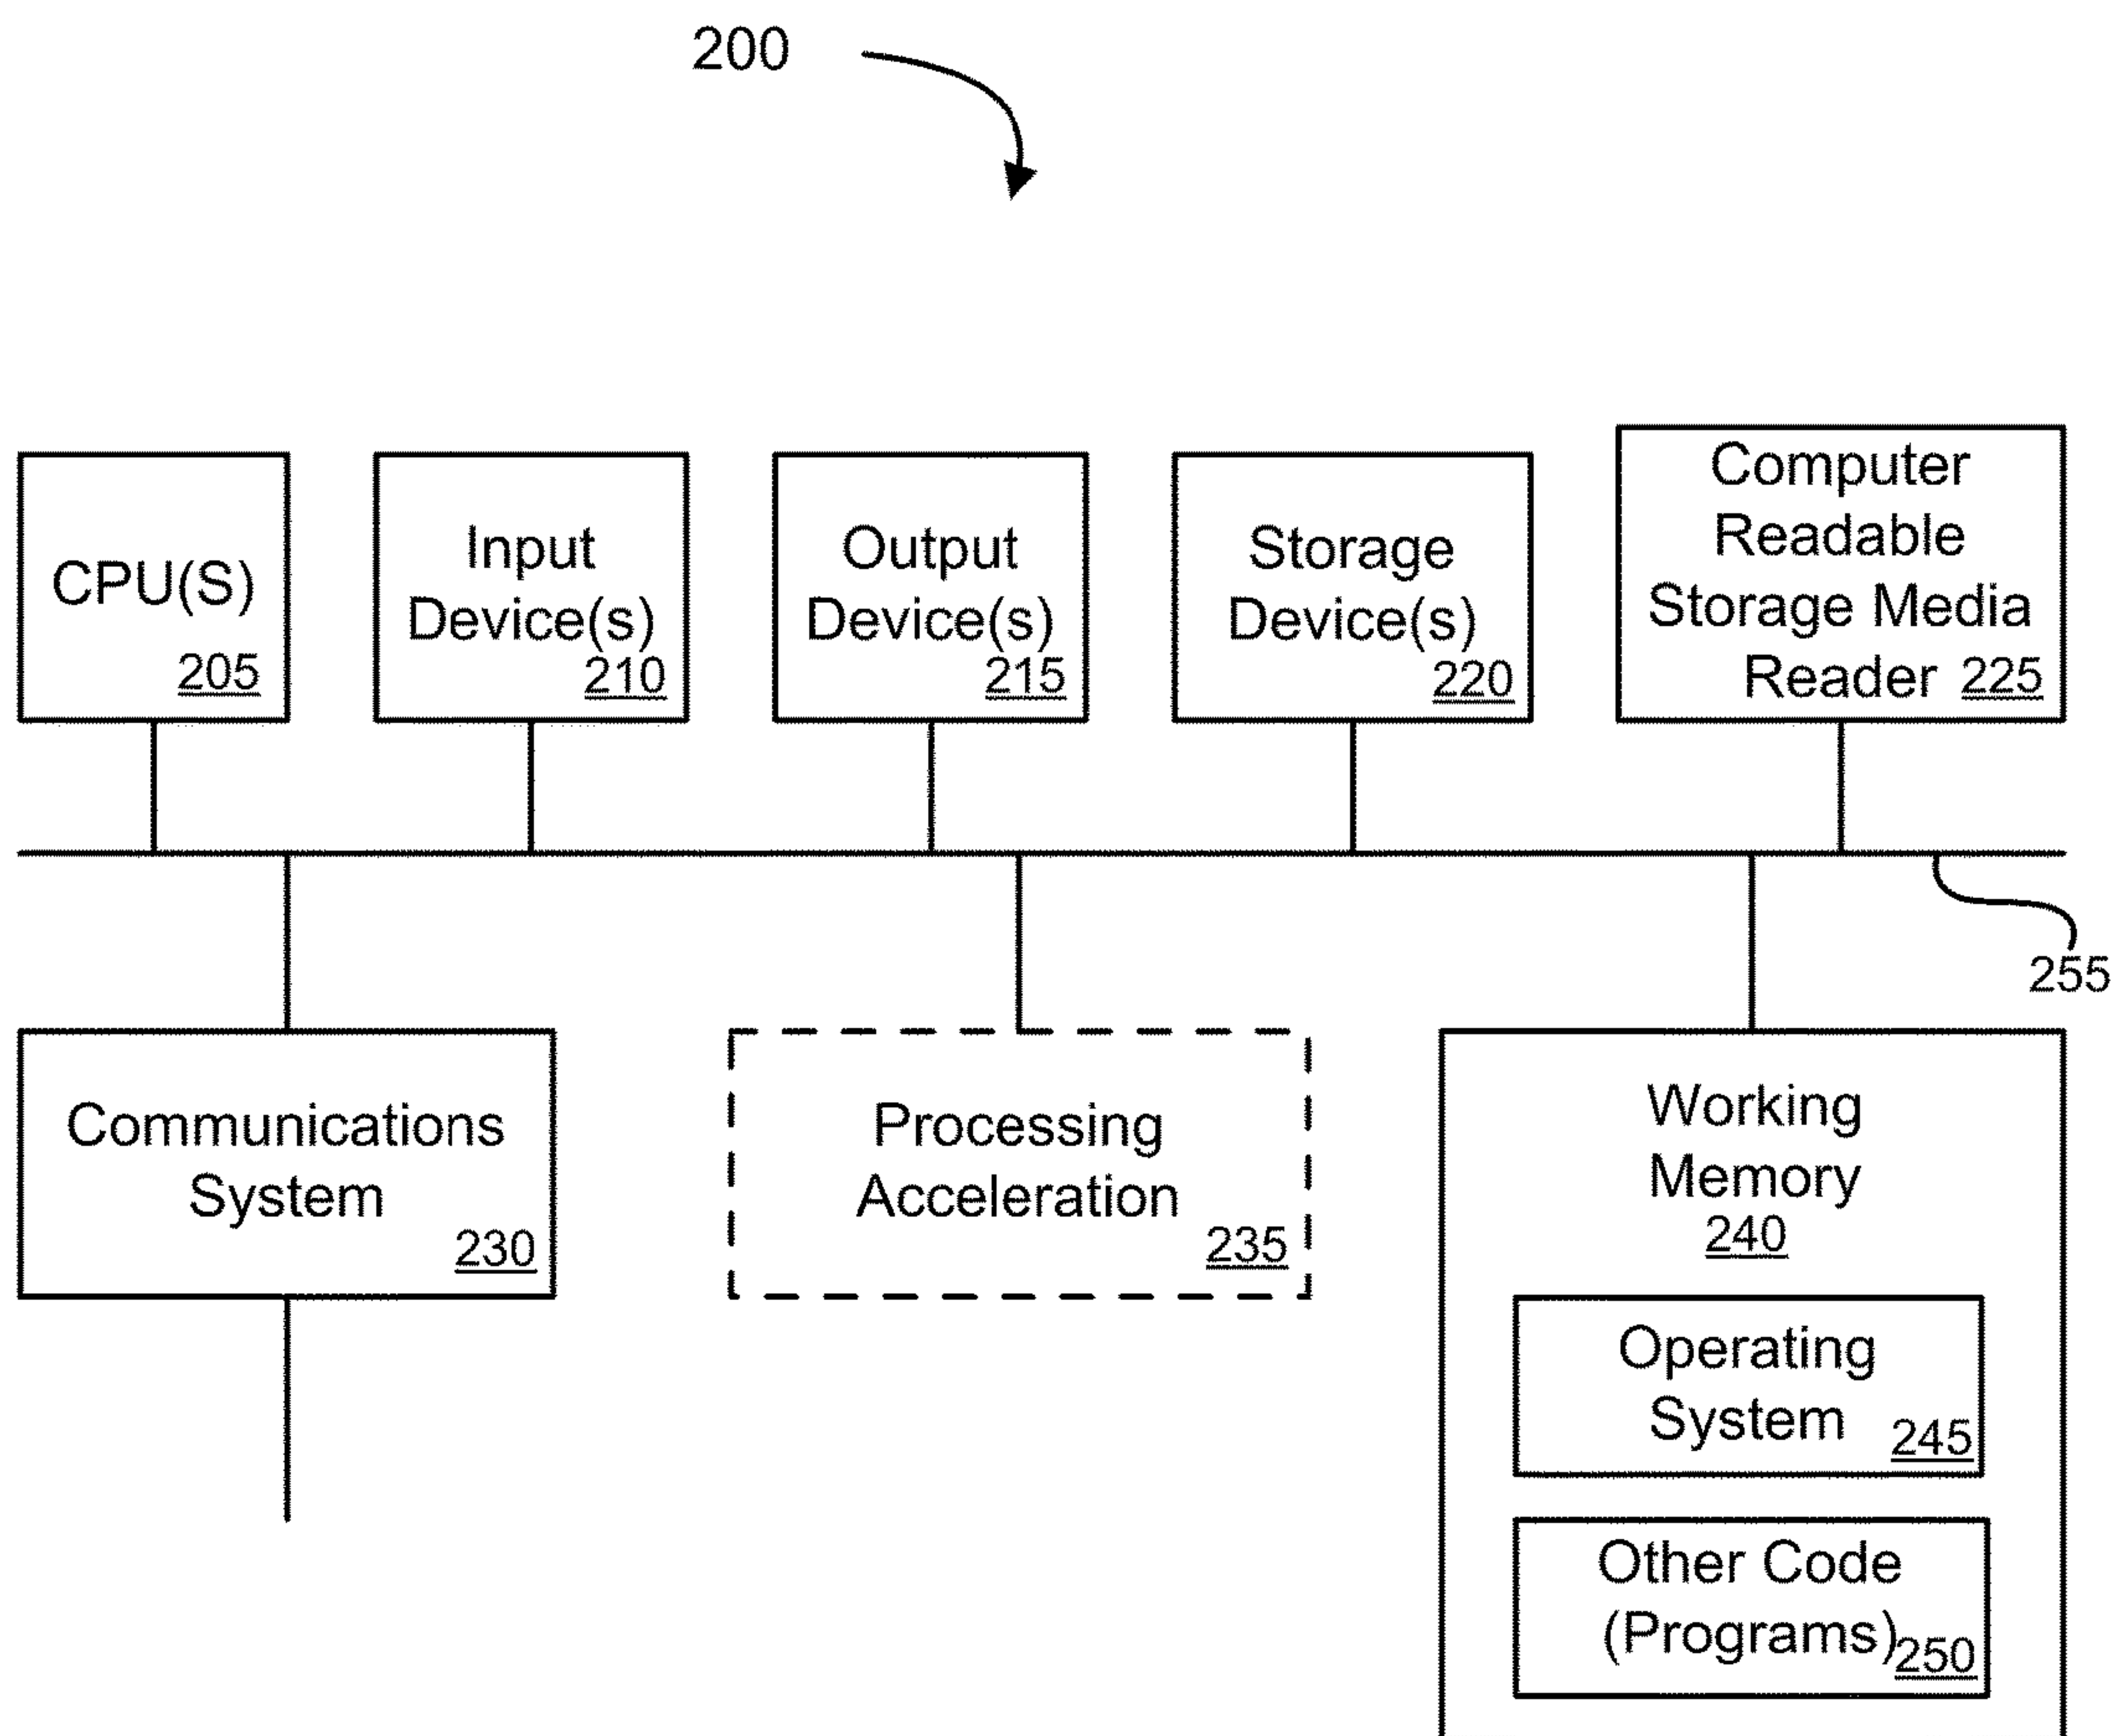 200
CPU(S)
205
Input
Device(s)
210
Output
Device(s)
215
Storage
Device(s)
220
Computer
Readable
Storage Media
Reader 225
255
Communications
System
230
Processing
Acceleration
235
Working
Memory
240
Operating
System
245
Other Code
(Programs)
250